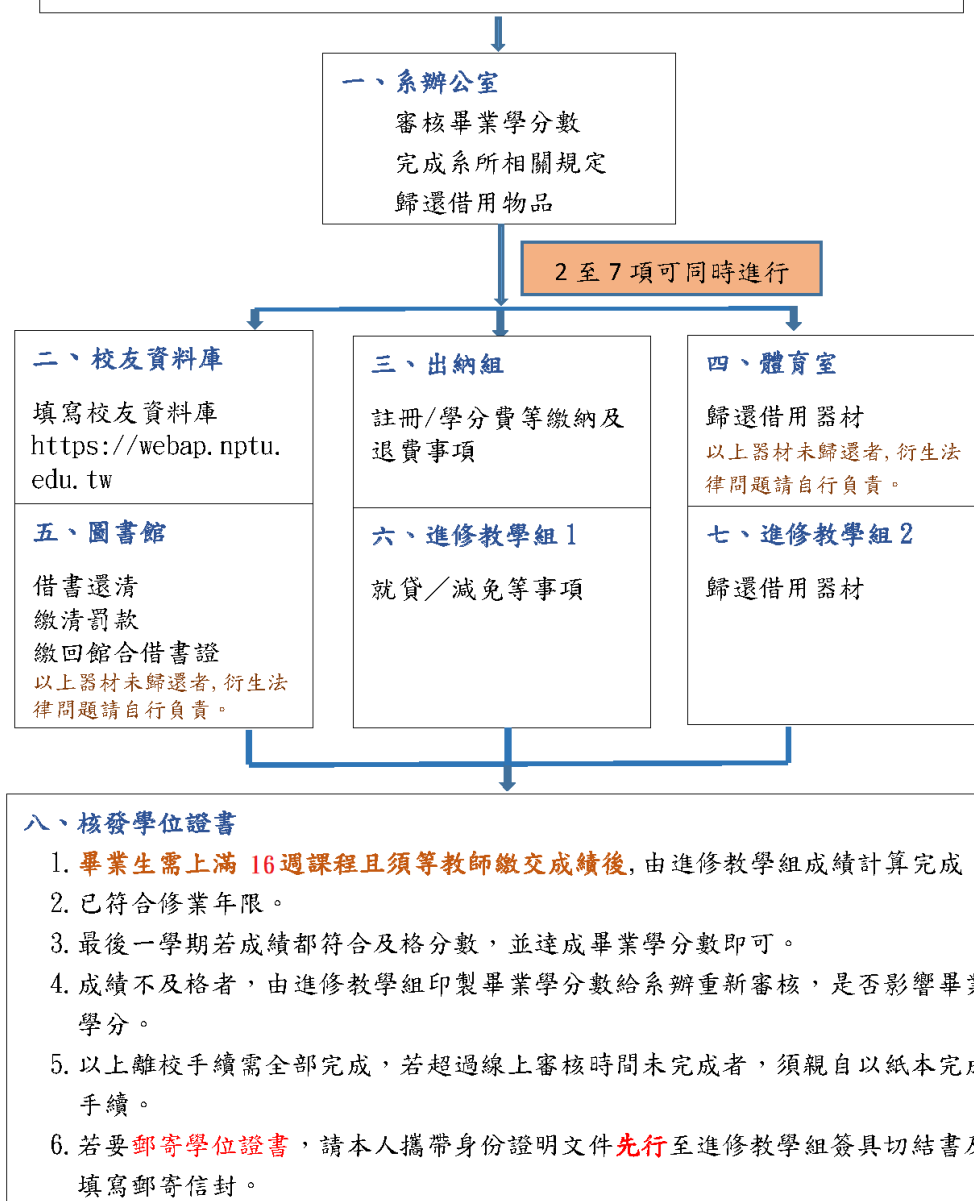 一、系辦公室
審核畢業學分數
完成系所相關規定
歸還借用物品
2 至 7 項可同時進行
二、校友資料庫
填寫校友資料庫
https://webap.nptu.
edu.tw
三、出納組
註冊/學分費等繳納及
退費事項
四、體育室
歸還借用器材
以上器材未歸還者,衍生法
律問題請自行負責。
五、圖書館
借書還清
繳清罰款
繳回館合借書證
以上器材未歸還者,衍生法
律問題請自行負責。
六、進修教學組 1
就貸／減免等事項
七、進修教學組 2
歸還借用器材
八、核發學位證書
1. 畢業生需上滿 16 週課程且須等教師繳交成績後,由進修教學組成績計算完成
2. 已符合修業年限。
3. 最後一學期若成績都符合及格分數，並達成畢業學分數即可。
4. 成績不及格者，由進修教學組印製畢業學分數給系辦重新審核，是否影響畢業
學分。
5. 以上離校手續需全部完成，若超過線上審核時間未完成者，須親自以紙本完成
手續。
6. 若要郵寄學位證書，請本人攜帶身份證明文件先行至進修教學組簽具切結書及
填寫郵寄信封。